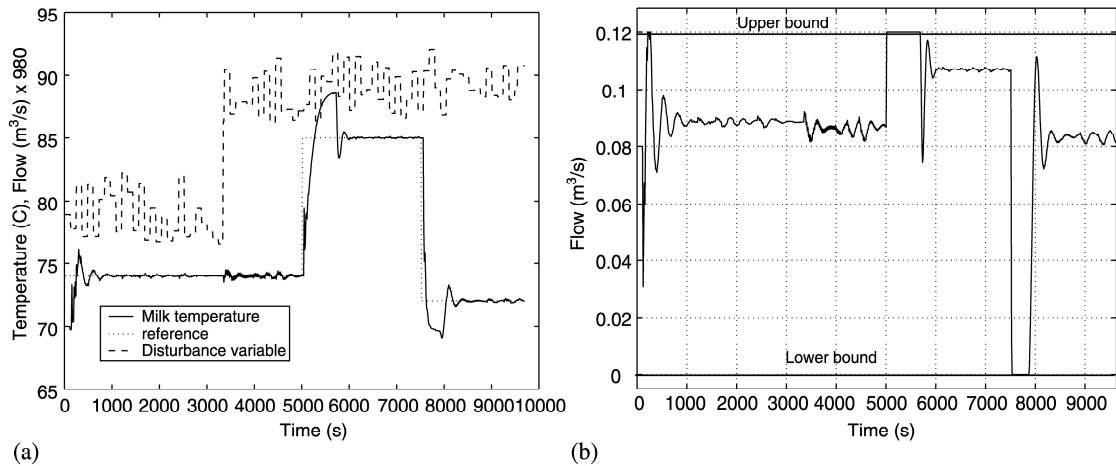 95
90
85
80
75
70
65
Temperature (C), Flow (m³/s) x 980
Milk temperature
reference
Disturbance variable
0 1000 2000 3000 4000 5000 6000 7000 8000 900010000
Time (s)
(a)
0.12
0.1
0.08
0.06
0.04
0.02
0
Flow (m³/s)
Upper bound
Lower bound
0 1000 2000 3000 4000 5000 6000 7000 8000 9000
Time (s)
(b)